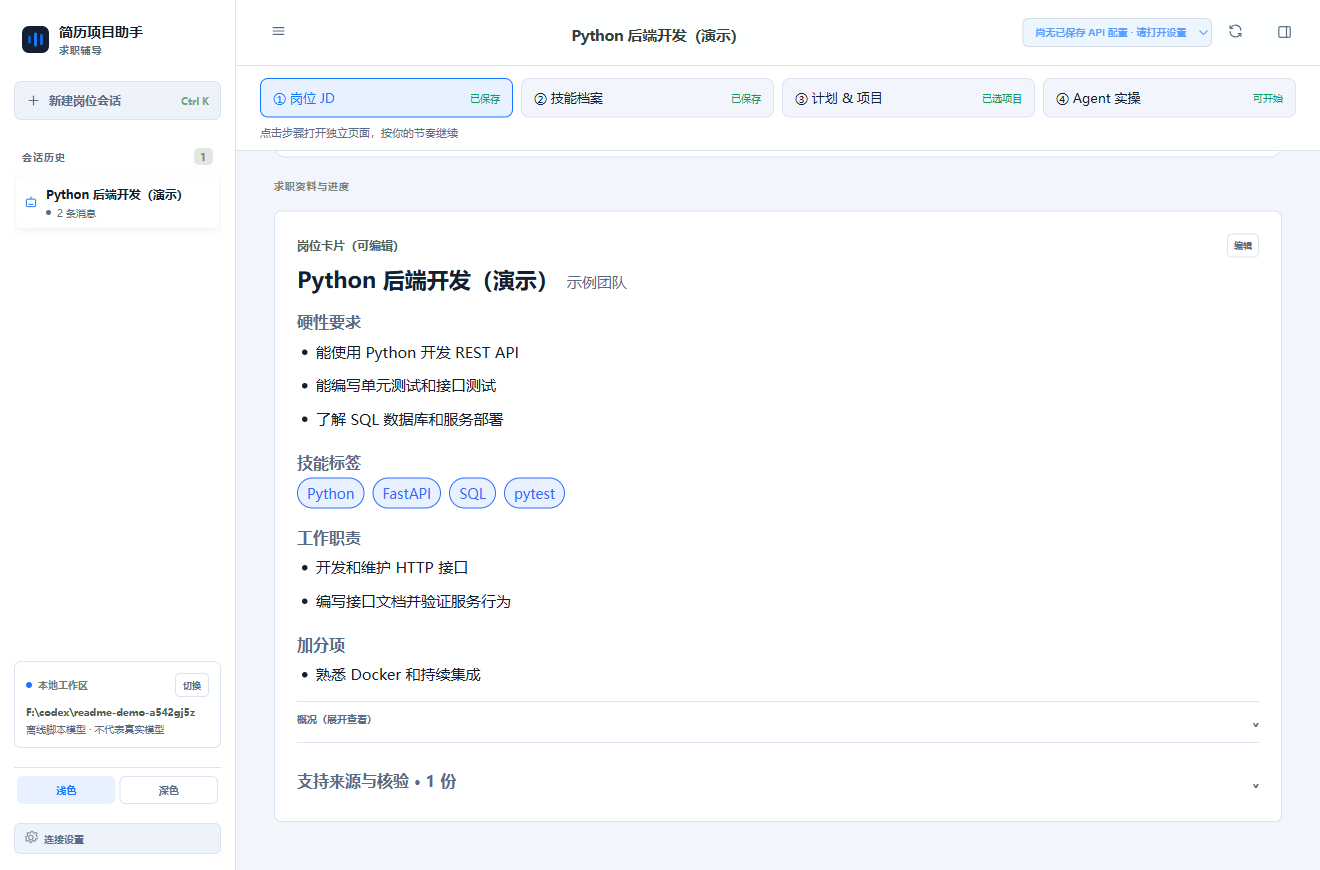 简历项目助手
求职辅导
新建岗位会话 Ctrl K
会话历史 1
Python 后端开发（演示）
2 条消息
本地工作区 切换
F:\codex\readme-demo-a542gj5z
离线脚本模型 · 不代表真实模型
浅色 深色
连接设置
Python 后端开发（演示）
尚无已保存 API 配置 · 请打开设置
① 岗位 JD 已保存
② 技能档案 已保存
③ 计划 & 项目 已选项目
④ Agent 实操 可开始
点击步骤打开独立页面，按你的节奏继续
求职资料与进度
岗位卡片（可编辑） 编辑
Python 后端开发（演示） 示例团队
硬性要求
• 能使用 Python 开发 REST API
• 能编写单元测试和接口测试
• 了解 SQL 数据库和服务部署
技能标签
Python FastAPI SQL pytest
工作职责
• 开发和维护 HTTP 接口
• 编写接口文档并验证服务行为
加分项
• 熟悉 Docker 和持续集成
概况（展开查看）
支持来源与核验 • 1 份